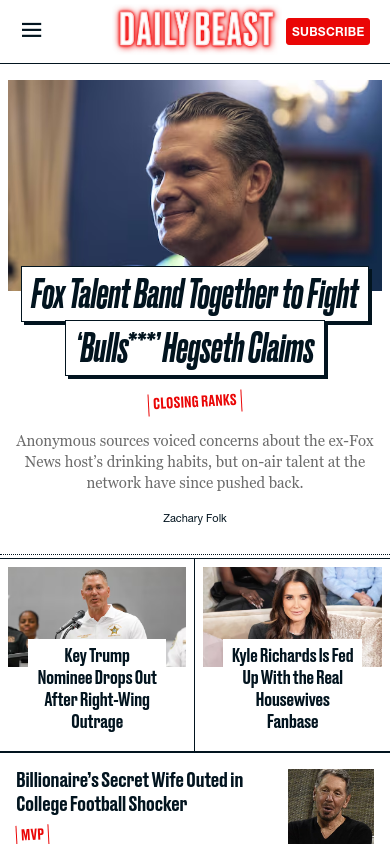 DAILY BEAST
SUBSCRIBE
Fox Talent Band Together to Fight
‘Bulls***’ Hegseth Claims
CLOSING RANKS
Anonymous sources voiced concerns about the ex-Fox
News host’s drinking habits, but on-air talent at the
network have since pushed back.
Zachary Folk
Key Trump
Nominee Drops Out
After Right-Wing
Outrage
Kyle Richards Is Fed
Up With the Real
Housewives
Fanbase
Billionaire’s Secret Wife Outed in
College Football Shocker
MVP